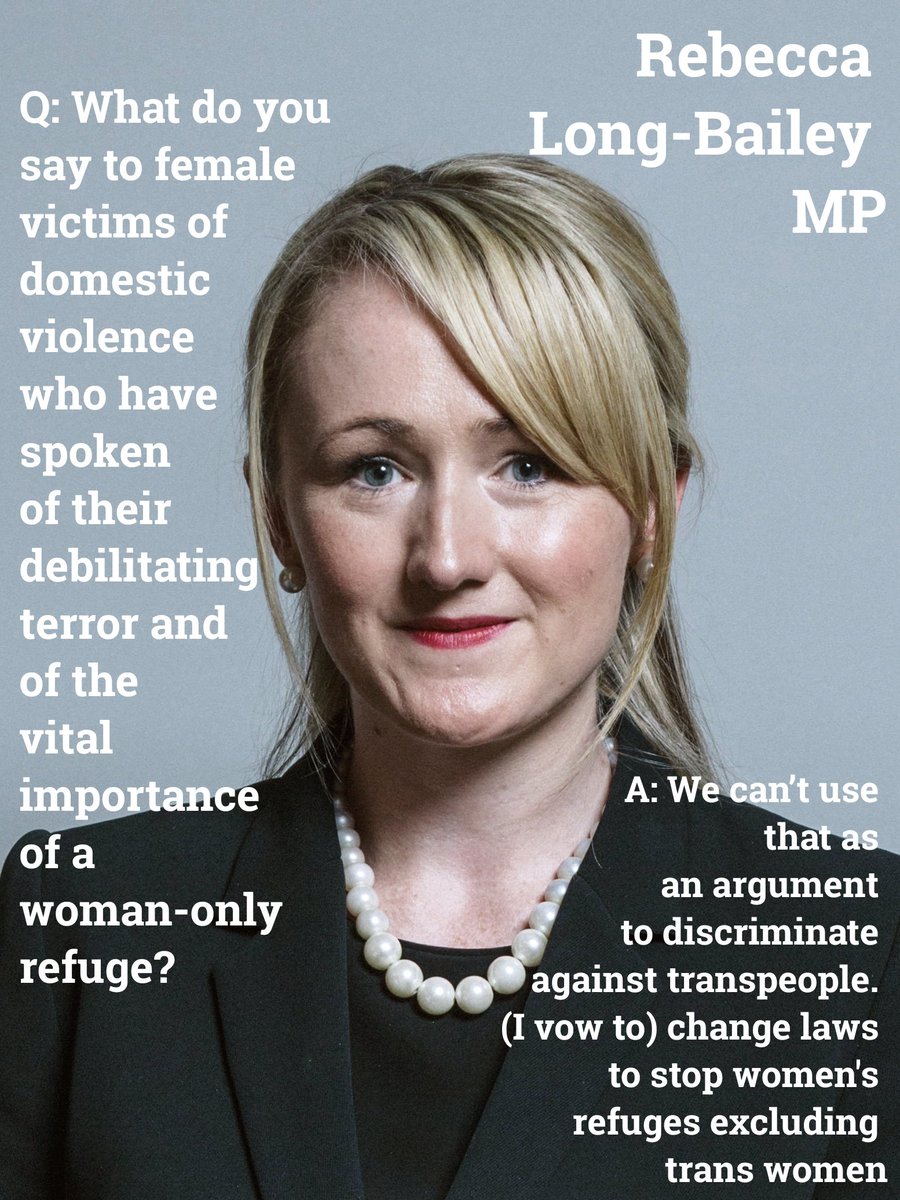 Rebecca
Long-Bailey
MP
Q: What do you
say to female
victims of
domestic
violence
who have
spoken
of their
debilitating
terror and
of the
vital
importance
of a
woman-only
refuge?
A: We can’t use
that as
an argument
to discriminate
against transpeople.
(I vow to) change laws
to stop women's
refuges excluding
trans women